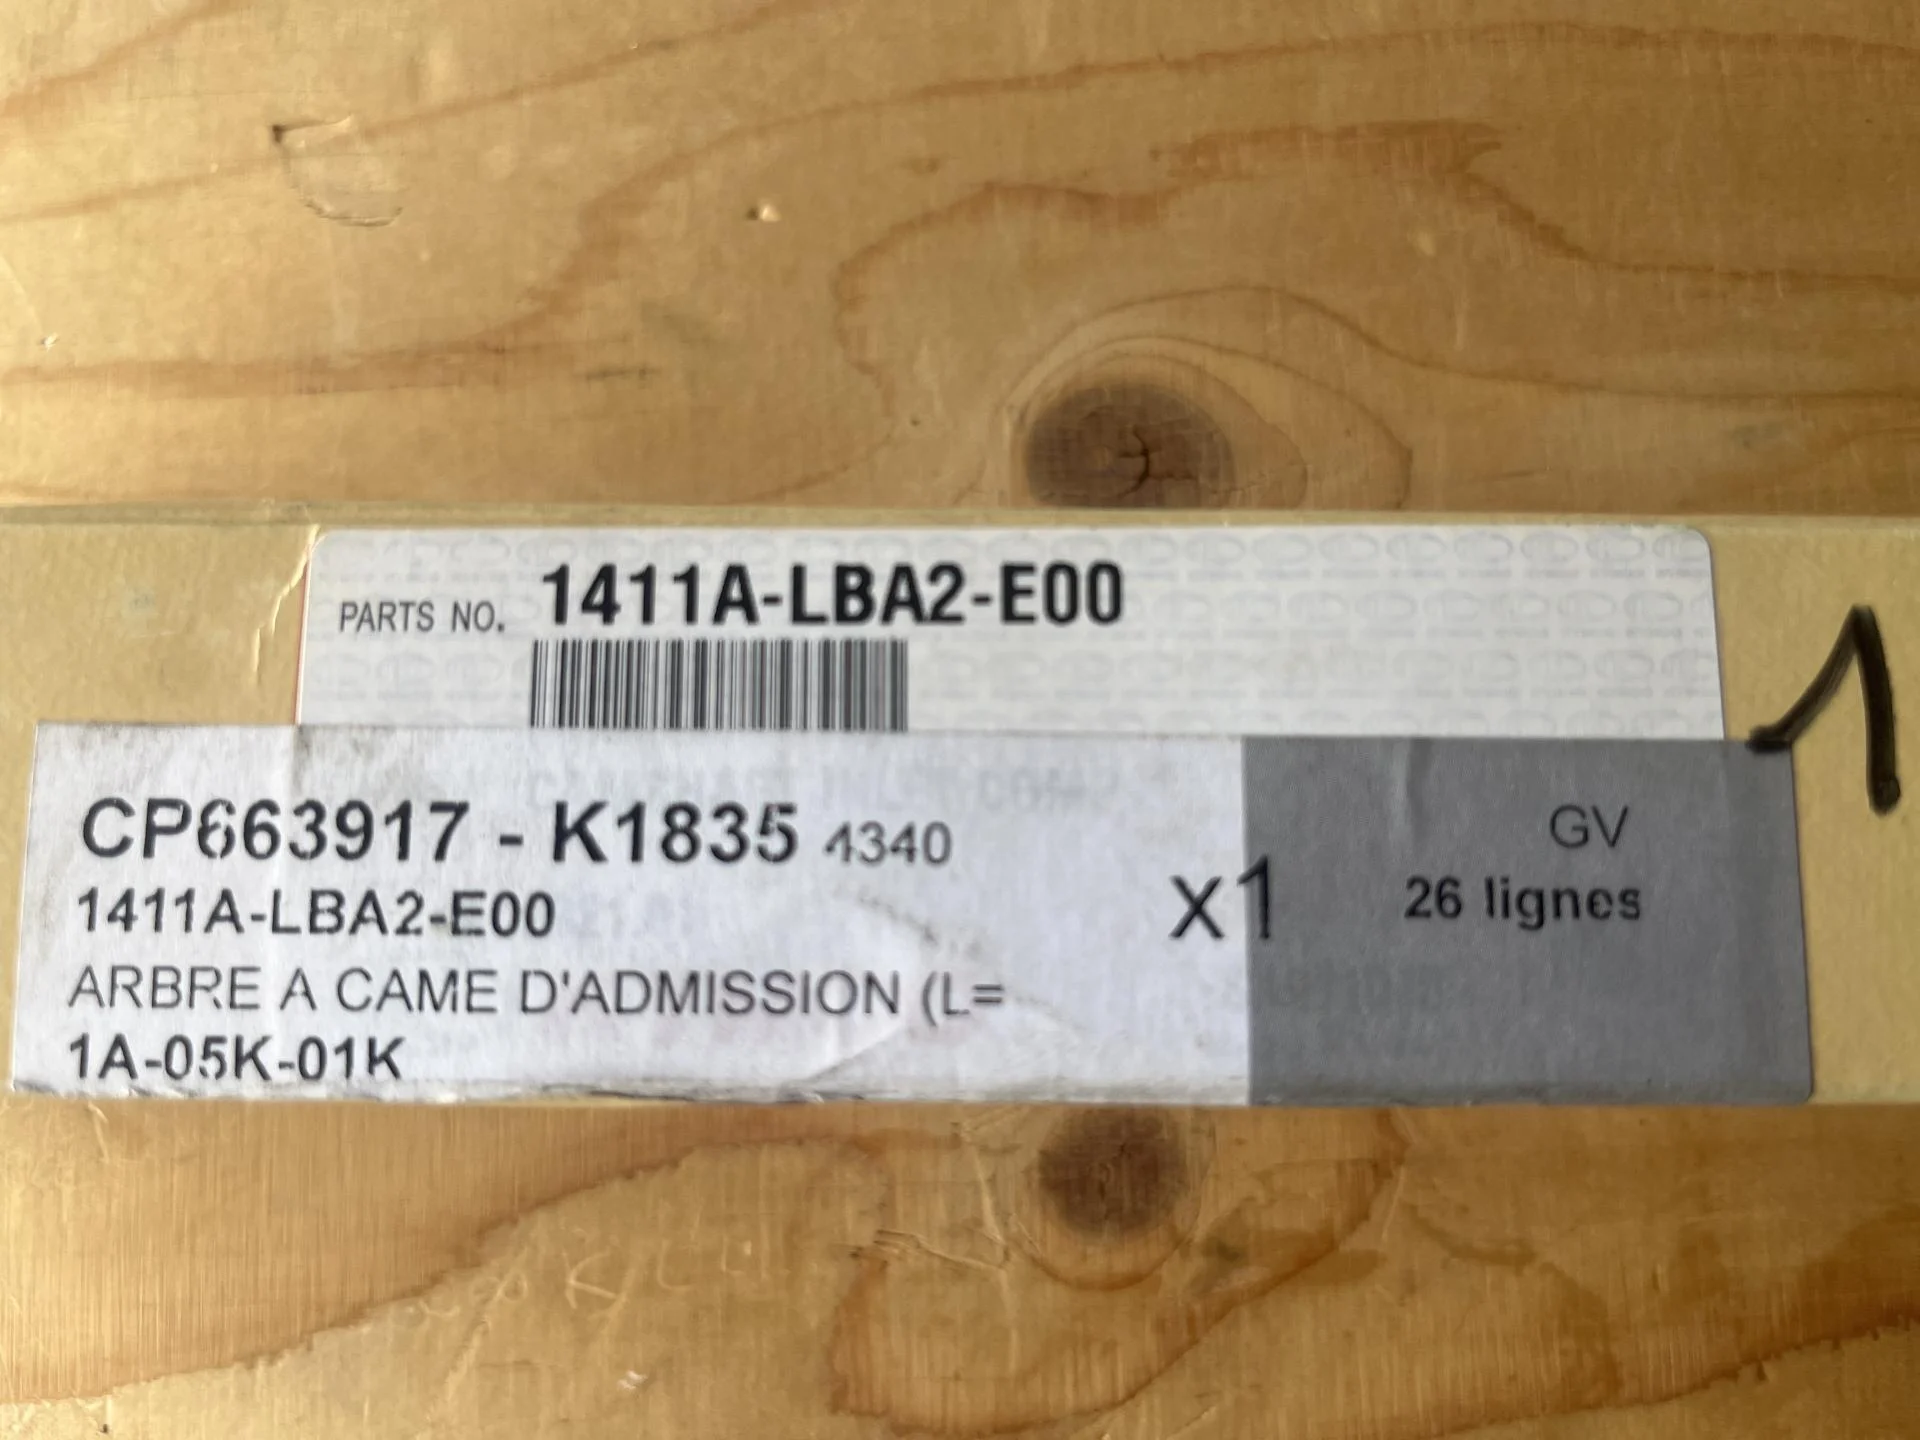 PARTS NO. 1411A-LBA2-E00
CP663917 - K1835 4340
1411A-LBA2-E00
ARBRE A CAME D'ADMISSION (L=
1A-05K-01K
x1
GV
26 lignes
1